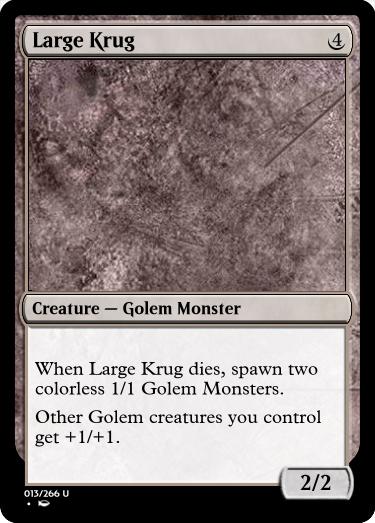 Large Krug 4
Creature — Golem Monster
When Large Krug dies, spawn two
colorless 1/1 Golem Monsters.
Other Golem creatures you control
get +1/+1.
2/2
013/266 U